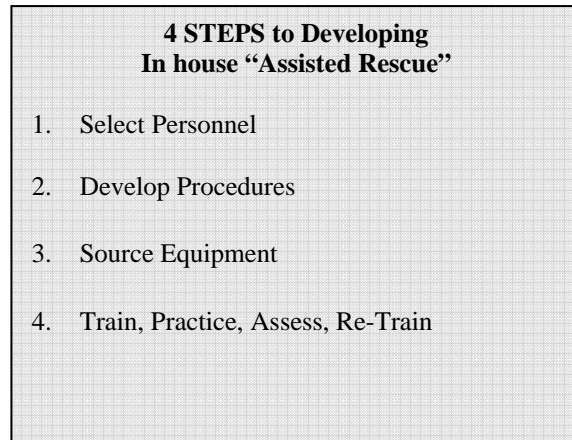 4 STEPS to Developing
In house “Assisted Rescue”
1. Select Personnel
2. Develop Procedures
3. Source Equipment
4. Train, Practice, Assess, Re-Train